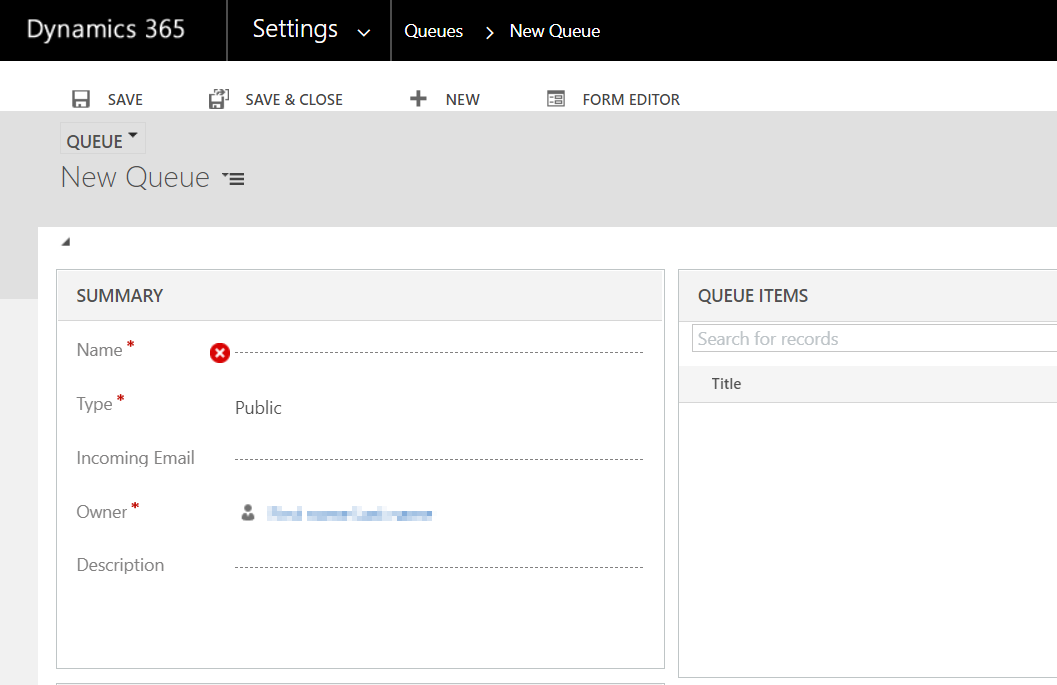 Dynamics 365 Settings Queues New Queue
SAVE SAVE & CLOSE NEW FORM EDITOR
QUEUE
New Queue
SUMMARY
Name *
Type * Public
Incoming Email
Owner *
Description
QUEUE ITEMS
Search for records
Title